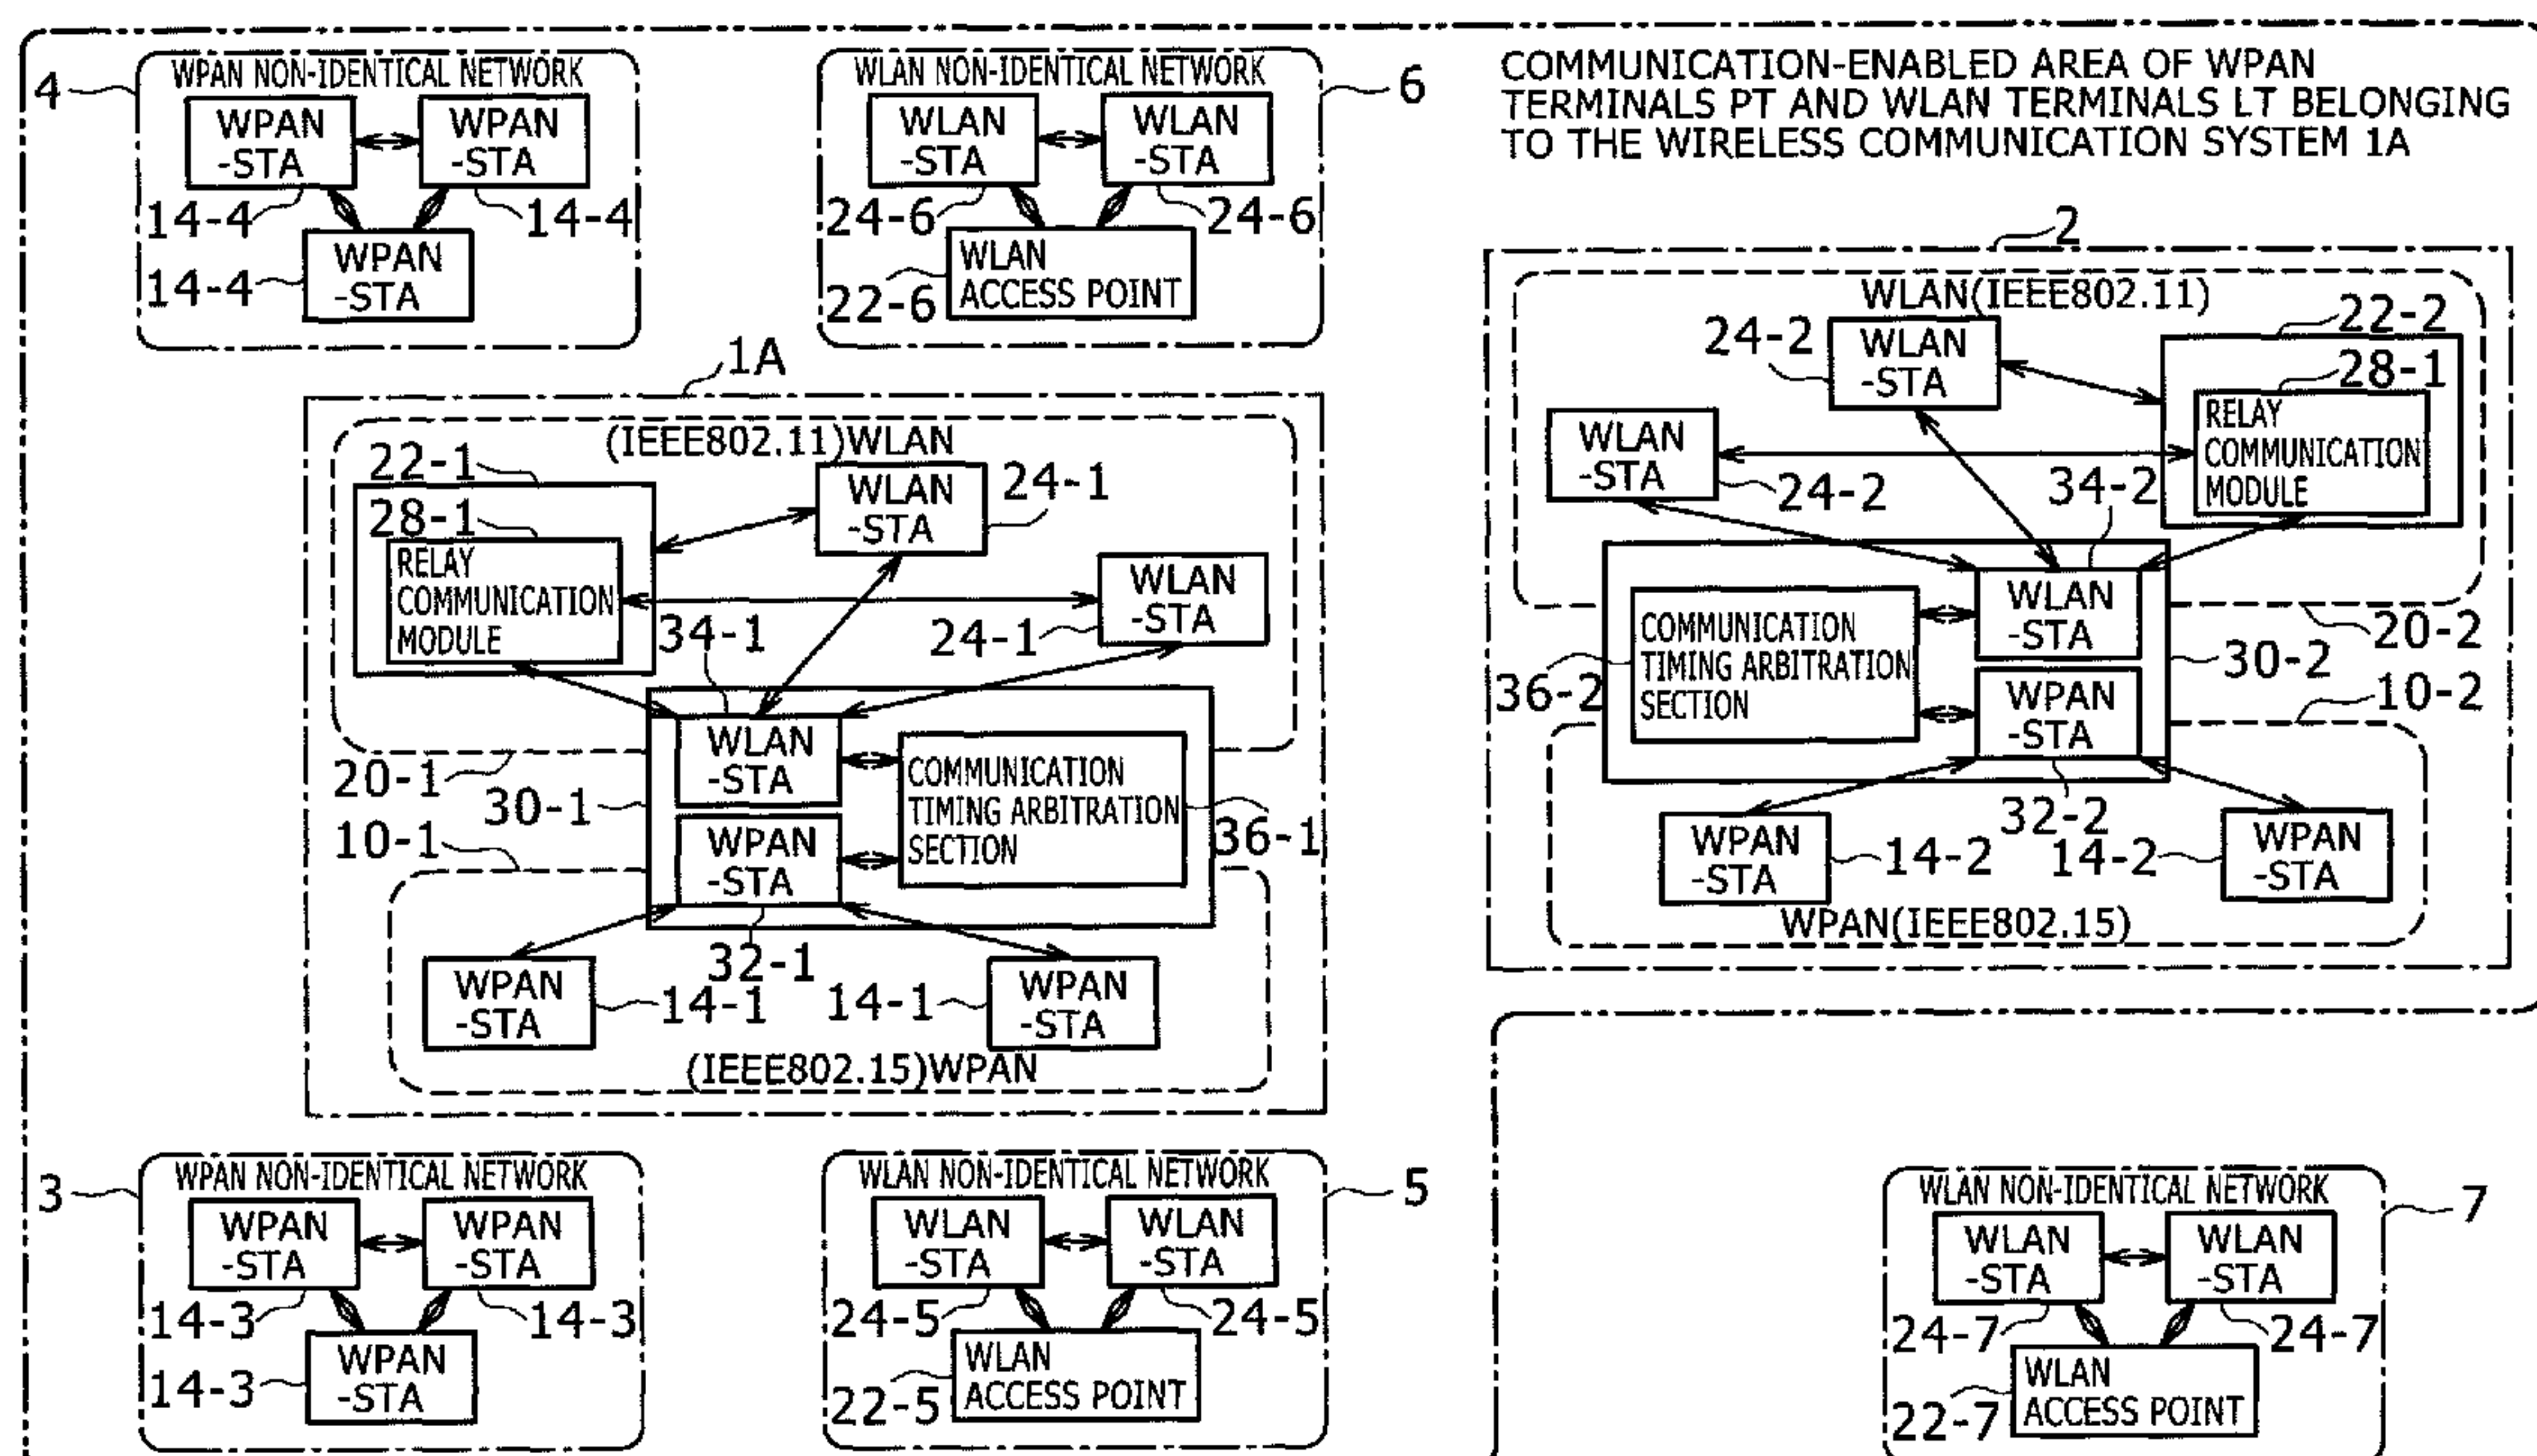 COMMUNICATION-ENABLED AREA OF WPAN
TERMINALS PT AND WLAN TERMINALS LT BELONGING
TO THE WIRELESS COMMUNICATION SYSTEM 1A
4
WPAN NON-IDENTICAL NETWORK
WPAN
-STA
WPAN
-STA
14-4
14-4
WPAN
-STA
14-4
6
WLAN NON-IDENTICAL NETWORK
WLAN
-STA
WLAN
-STA
24-6
24-6
WLAN
ACCESS POINT
22-6
1A
(IEEE802.11)WLAN
22-1
28-1
RELAY
COMMUNICATION
MODULE
WLAN
-STA
24-1
WLAN
-STA
24-1
34-1
WLAN
-STA
20-1
30-1
COMMUNICATION
TIMING ARBITRATION
SECTION
36-1
10-1
WPAN
-STA
32-1
WPAN
-STA
14-1
14-1
WPAN
-STA
(IEEE802.15)WPAN
2
WLAN(IEEE802.11)
24-2
WLAN
-STA
22-2
28-1
RELAY
COMMUNICATION
MODULE
WLAN
-STA
24-2
34-2
WLAN
-STA
COMMUNICATION
TIMING ARBITRATION
SECTION
36-2
20-2
30-2
10-2
WPAN
-STA
32-2
WPAN
-STA
14-2
14-2
WPAN
-STA
WPAN(IEEE802.15)
3
WPAN NON-IDENTICAL NETWORK
WPAN
-STA
WPAN
-STA
14-3
14-3
WPAN
-STA
14-3
5
WLAN NON-IDENTICAL NETWORK
WLAN
-STA
WLAN
-STA
24-5
24-5
WLAN
ACCESS POINT
22-5
7
WLAN NON-IDENTICAL NETWORK
WLAN
-STA
WLAN
-STA
24-7
24-7
WLAN
ACCESS POINT
22-7